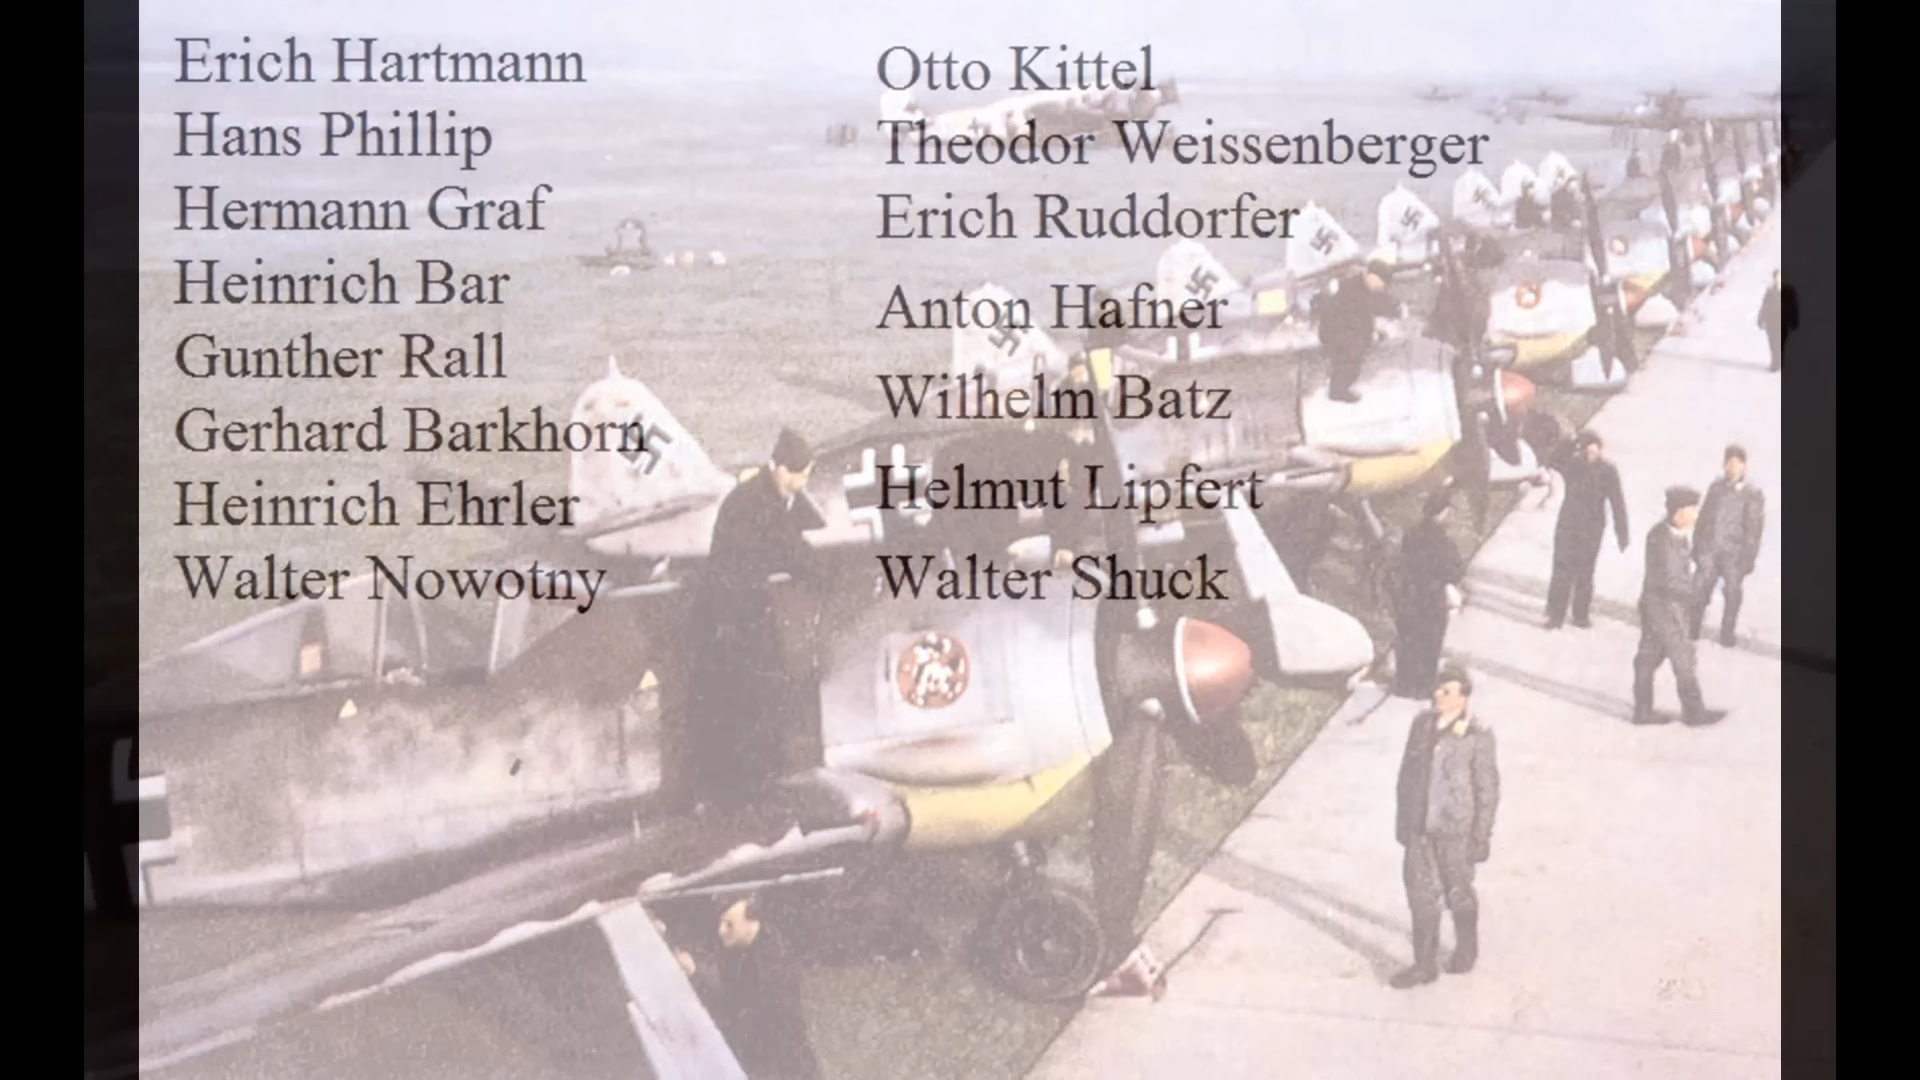 Erich Hartmann
Hans Phillip
Hermann Graf
Heinrich Bar
Gunther Rall
Gerhard Barkhorn
Heinrich Ehrler
Walter Nowotny
Otto Kittel
Theodor Weissenberger
Erich Ruddorfer
Anton Hafner
Wilhelm Batz
Helmut Lipfert
Walter Shuck